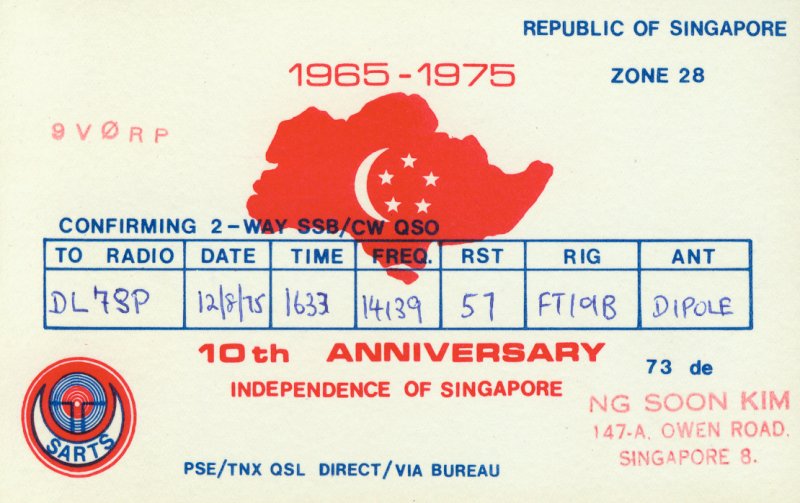 REPUBLIC OF SINGAPORE
1965-1975
ZONE 28
9VØRP
CONFIRMING 2-WAY SSB/CW QSO
TO RADIO DATE TIME FREQ. RST RIG ANT
DL7SP 12/8/75 1633 14139 57 FT101B DIPOLE
10th ANNIVERSARY
73 de
INDEPENDENCE OF SINGAPORE
NG SOON KIM
147-A, OWEN ROAD.
SINGAPORE 8.
SARTS
PSE/TNX QSL DIRECT/VIA BUREAU